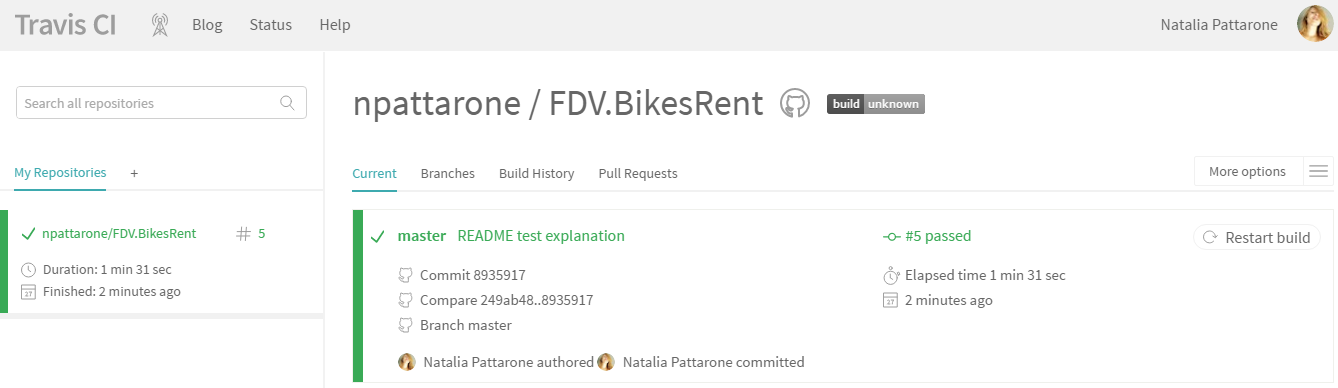 Travis CI
Blog
Status
Help
Natalia Pattarone
Search all repositories
My Repositories
+
npattarone/FDV.BikesRent
# 5
Duration: 1 min 31 sec
27
Finished: 2 minutes ago
npattarone / FDV.BikesRent
build unknown
Current
Branches
Build History
Pull Requests
More options
master README test explanation
#5 passed
Restart build
Commit 8935917
Elapsed time 1 min 31 sec
Compare 249ab48..8935917
27
2 minutes ago
Branch master
Natalia Pattarone authored
Natalia Pattarone committed